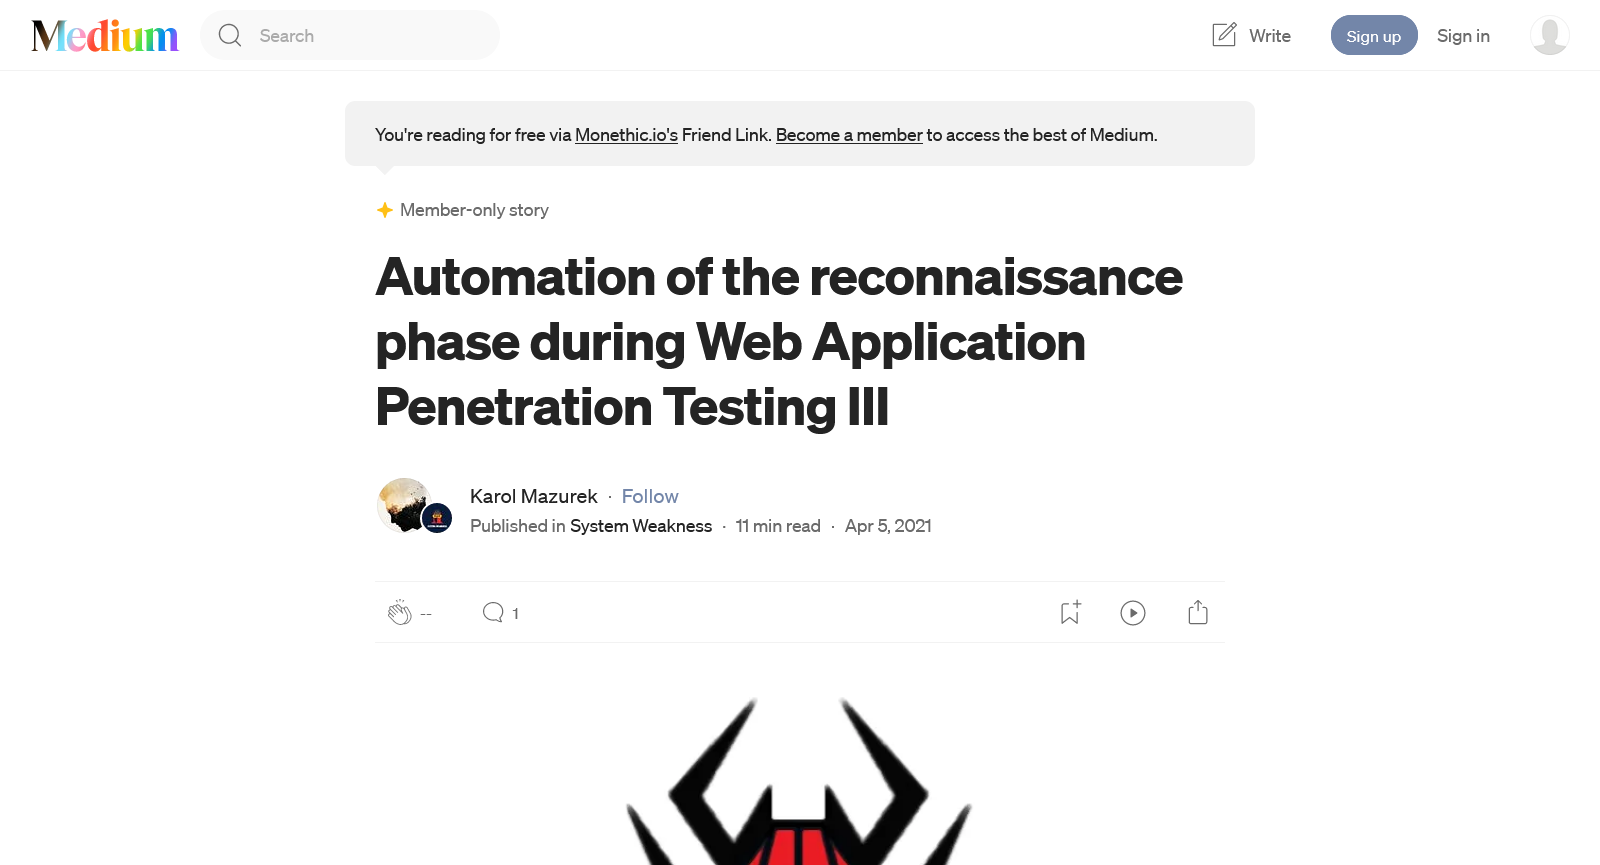 Medium
Search
Write
Sign up
Sign in
You're reading for free via Monethic.io's Friend Link. Become a member to access the best of Medium.
Member-only story
Automation of the reconnaissance
phase during Web Application
Penetration Testing III
Karol Mazurek · Follow
Published in System Weakness · 11 min read · Apr 5, 2021
--
1